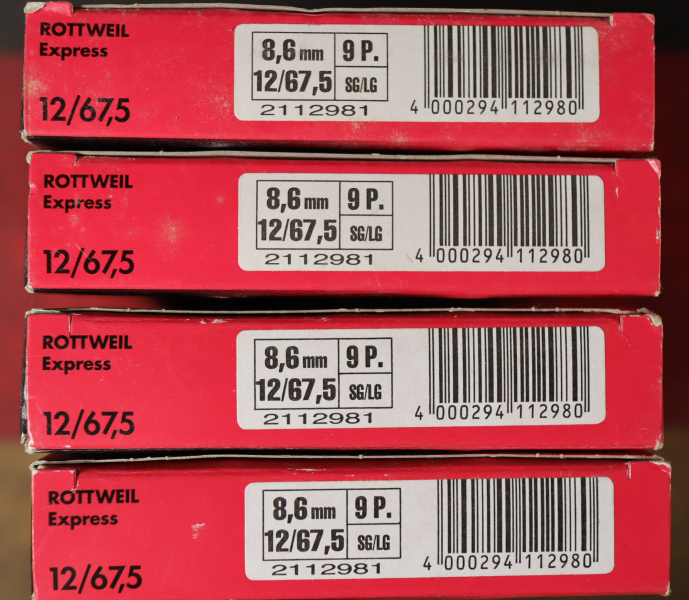 ROTTWEIL
Express
12/67,5
8,6 mm 9 P.
12/67,5 SG/LG
2112981
4 000294 112980
ROTTWEIL
Express
12/67,5
8,6 mm 9 P.
12/67,5 SG/LG
2112981
4 000294 112980
ROTTWEIL
Express
12/67,5
8,6 mm 9 P.
12/67,5 SG/LG
2112981
4 000294 112980
ROTTWEIL
Express
12/67,5
8,6 mm 9 P.
12/67,5 SG/LG
2112981
4 000294 112980